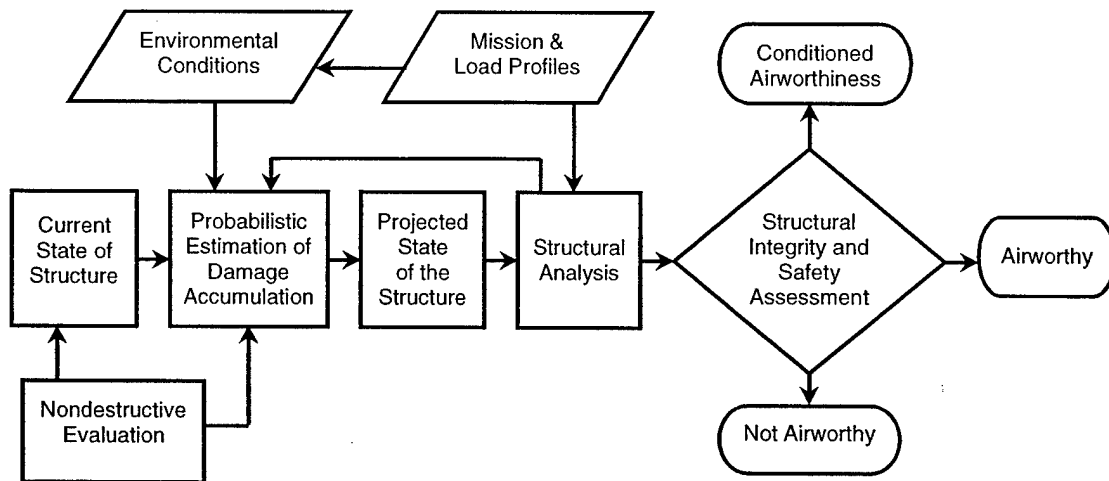 Environmental
Conditions
Mission &
Load Profiles
Conditioned
Airworthiness
Current
State of
Structure
Probabilistic
Estimation of
Damage
Accumulation
Projected
State
of the
Structure
Structural
Analysis
Structural
Integrity and
Safety
Assessment
Airworthy
Nondestructive
Evaluation
Not Airworthy